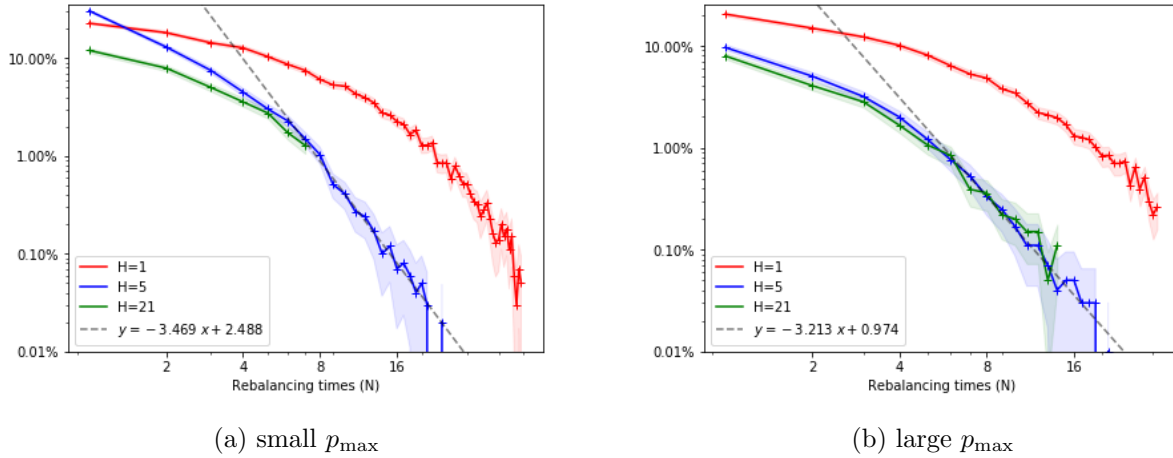 10.00%
1.00%
0.10%
0.01%
H=1
H=5
H=21
y = −3.469 x + 2.488
2 4 8 16
Rebalancing times (N)
(a) small p_max
10.00%
1.00%
0.10%
0.01%
H=1
H=5
H=21
y = −3.213 x + 0.974
2 4 8 16
Rebalancing times (N)
(b) large p_max